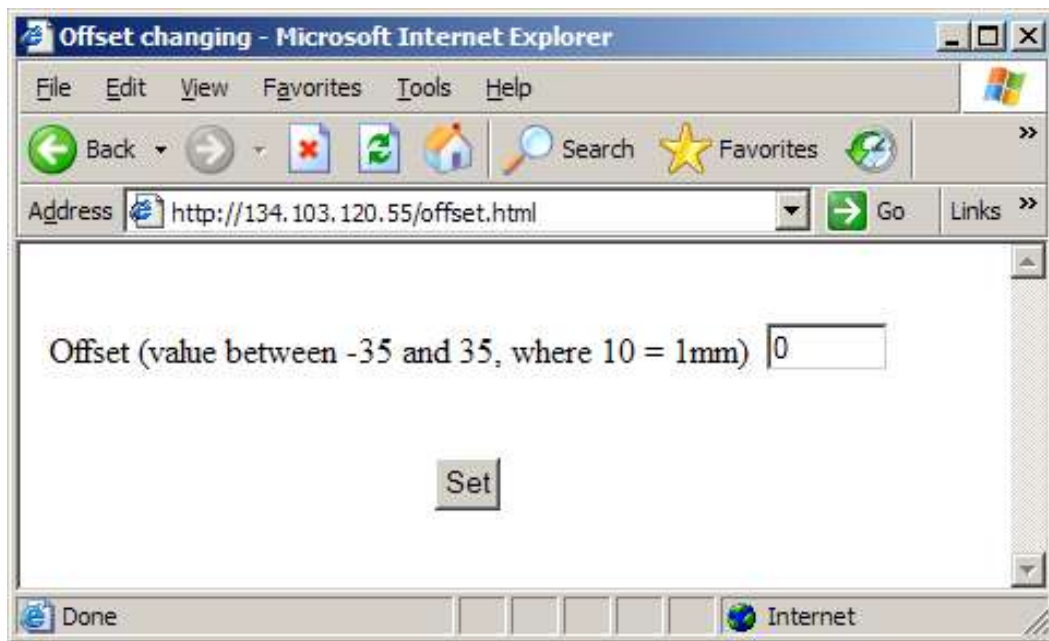 Offset changing - Microsoft Internet Explorer
File Edit View Favorites Tools Help
Back Search Favorites »
Address http://134.103.120.55/offset.html Go Links »
Offset (value between -35 and 35, where 10 = 1mm) 0
Set
Done Internet